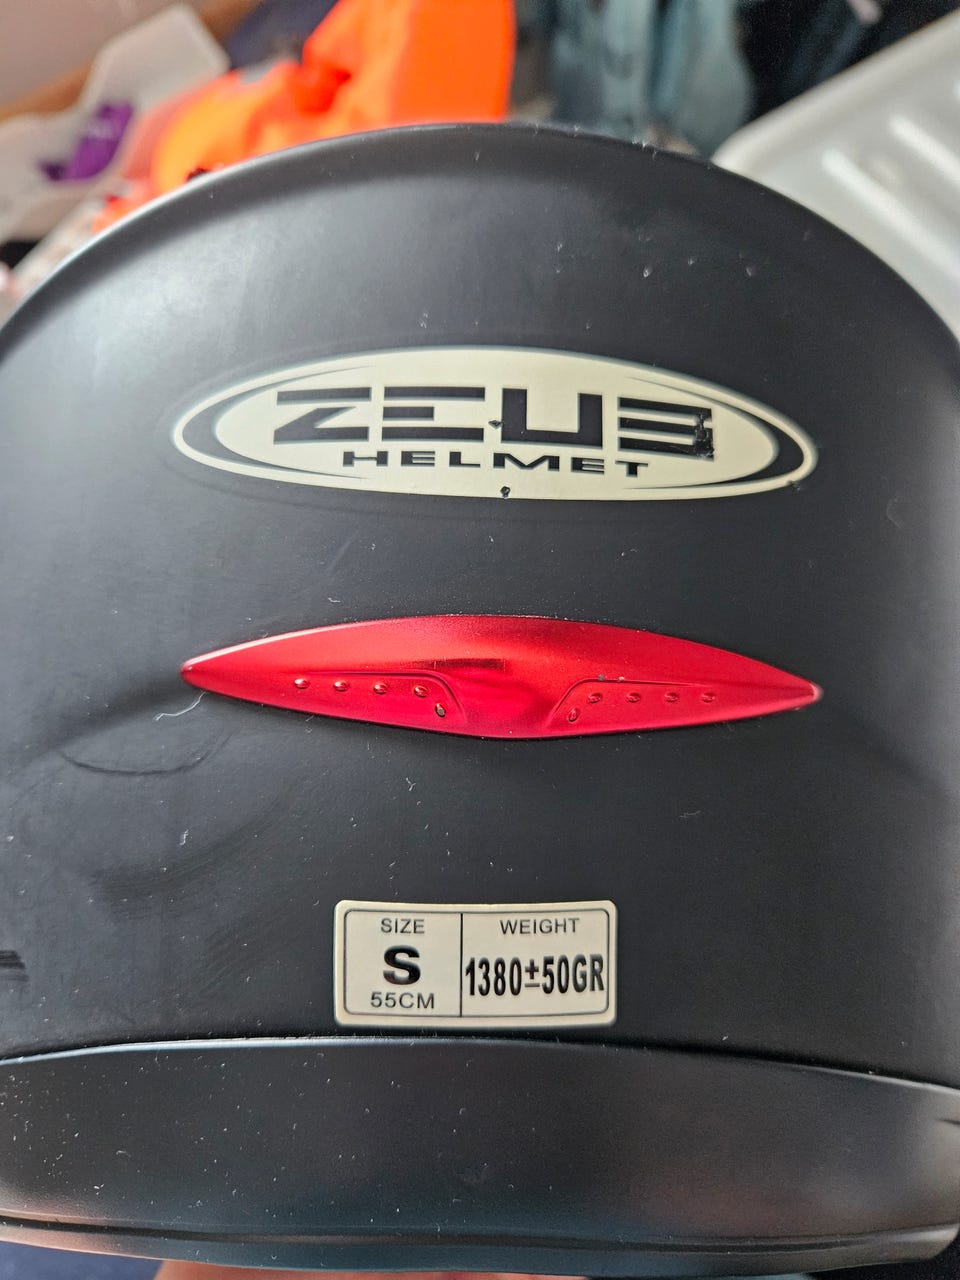 ZEUS
HELMET
SIZE
S
55CM
WEIGHT
1380±50GR